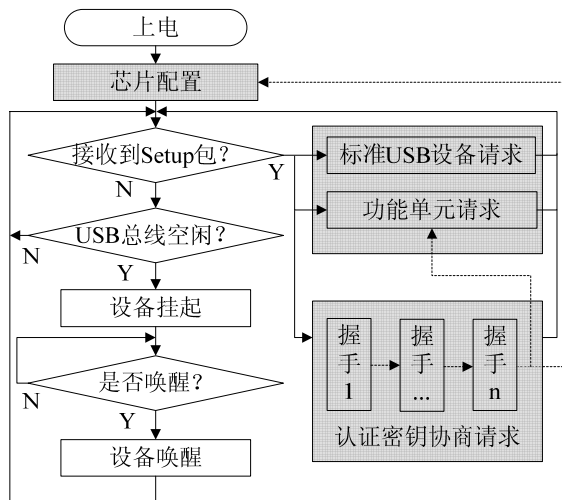 上电
芯片配置
接收到Setup包？
Y
N
标准USB设备请求
功能单元请求
USB总线空闲？
N
Y
设备挂起
是否唤醒？
N
Y
设备唤醒
握手1
握手...
握手n
认证密钥协商请求